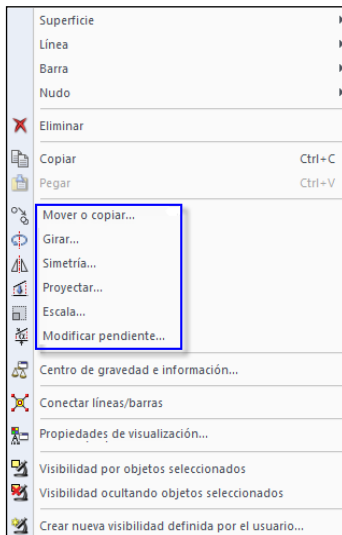 Superficie
Línea
Barra
Nudo
Eliminar
Copiar Ctrl+C
Pegar Ctrl+V
Mover o copiar...
Girar...
Simetría...
Proyectar...
Escala...
Modificar pendiente...
Centro de gravedad e información...
Conectar líneas/barras
Propiedades de visualización...
Visibilidad por objetos seleccionados
Visibilidad ocultando objetos seleccionados
Crear nueva visibilidad definida por el usuario...